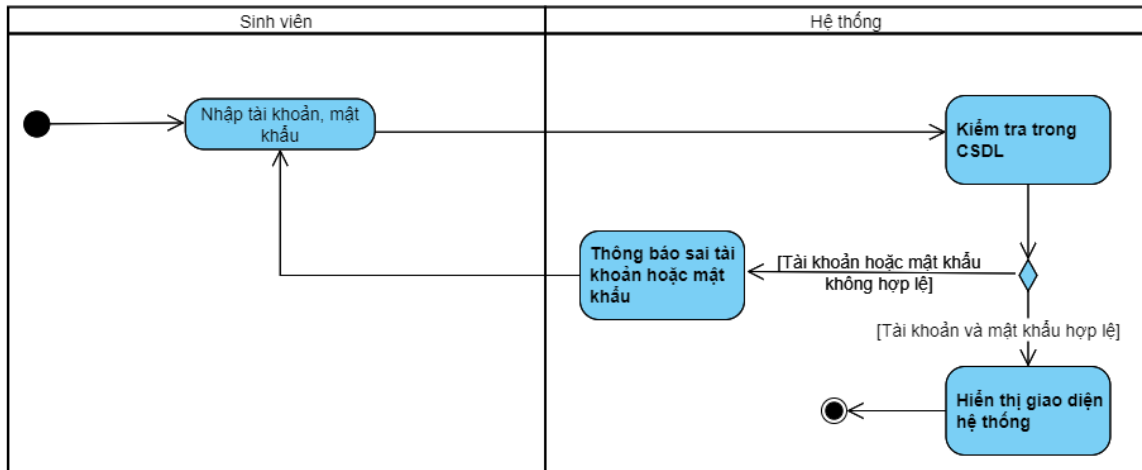 Sinh viên
Hệ thống
Nhập tài khoản, mật
khẩu
Kiểm tra trong
CSDL
Thông báo sai tài
khoản hoặc mật
khẩu
[Tài khoản hoặc mật khẩu
không hợp lệ]
[Tài khoản và mật khẩu hợp lệ]
Hiển thị giao diện
hệ thống